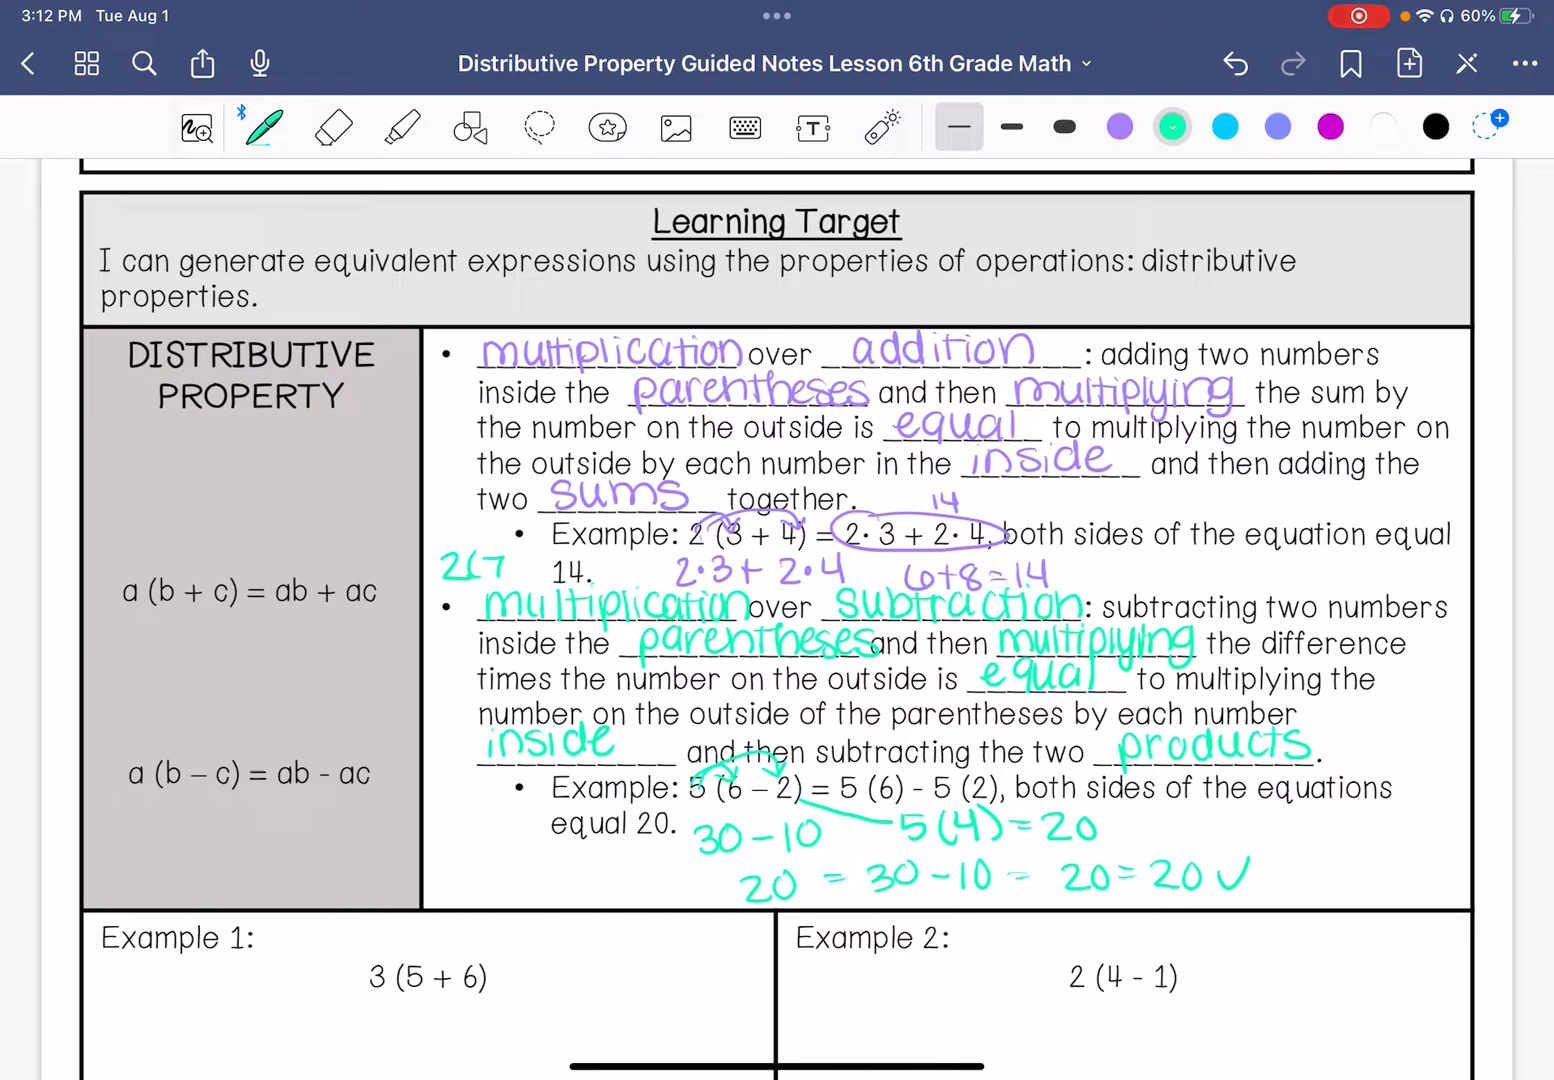 3:12 PM Tue Aug 1
60%
Distributive Property Guided Notes Lesson 6th Grade Math
T
Learning Target
I can generate equivalent expressions using the properties of operations: distributive
properties.
DISTRIBUTIVE
PROPERTY
a (b + c) = ab + ac
a (b – c) = ab - ac
• multiplication over addition : adding two numbers
inside the parentheses and then multiplying the sum by
the number on the outside is equal to multiplying the number on
the outside by each number in the inside and then adding the
two sums together.
14
• Example: 2 (3 + 4) = 2· 3 + 2· 4, both sides of the equation equal
14.
2(7
2·3+ 2·4
6+8=14
• multiplication over subtraction: subtracting two numbers
inside the parentheses and then multiplying the difference
times the number on the outside is equal to multiplying the
number on the outside of the parentheses by each number
inside and then subtracting the two products.
• Example: 5 (6 – 2) = 5 (6) - 5 (2), both sides of the equations
equal 20.
30-10
5(4)=20
20 = 30-10 = 20=20 ✓
Example 1:
3 (5 + 6)
Example 2:
2 (4 - 1)